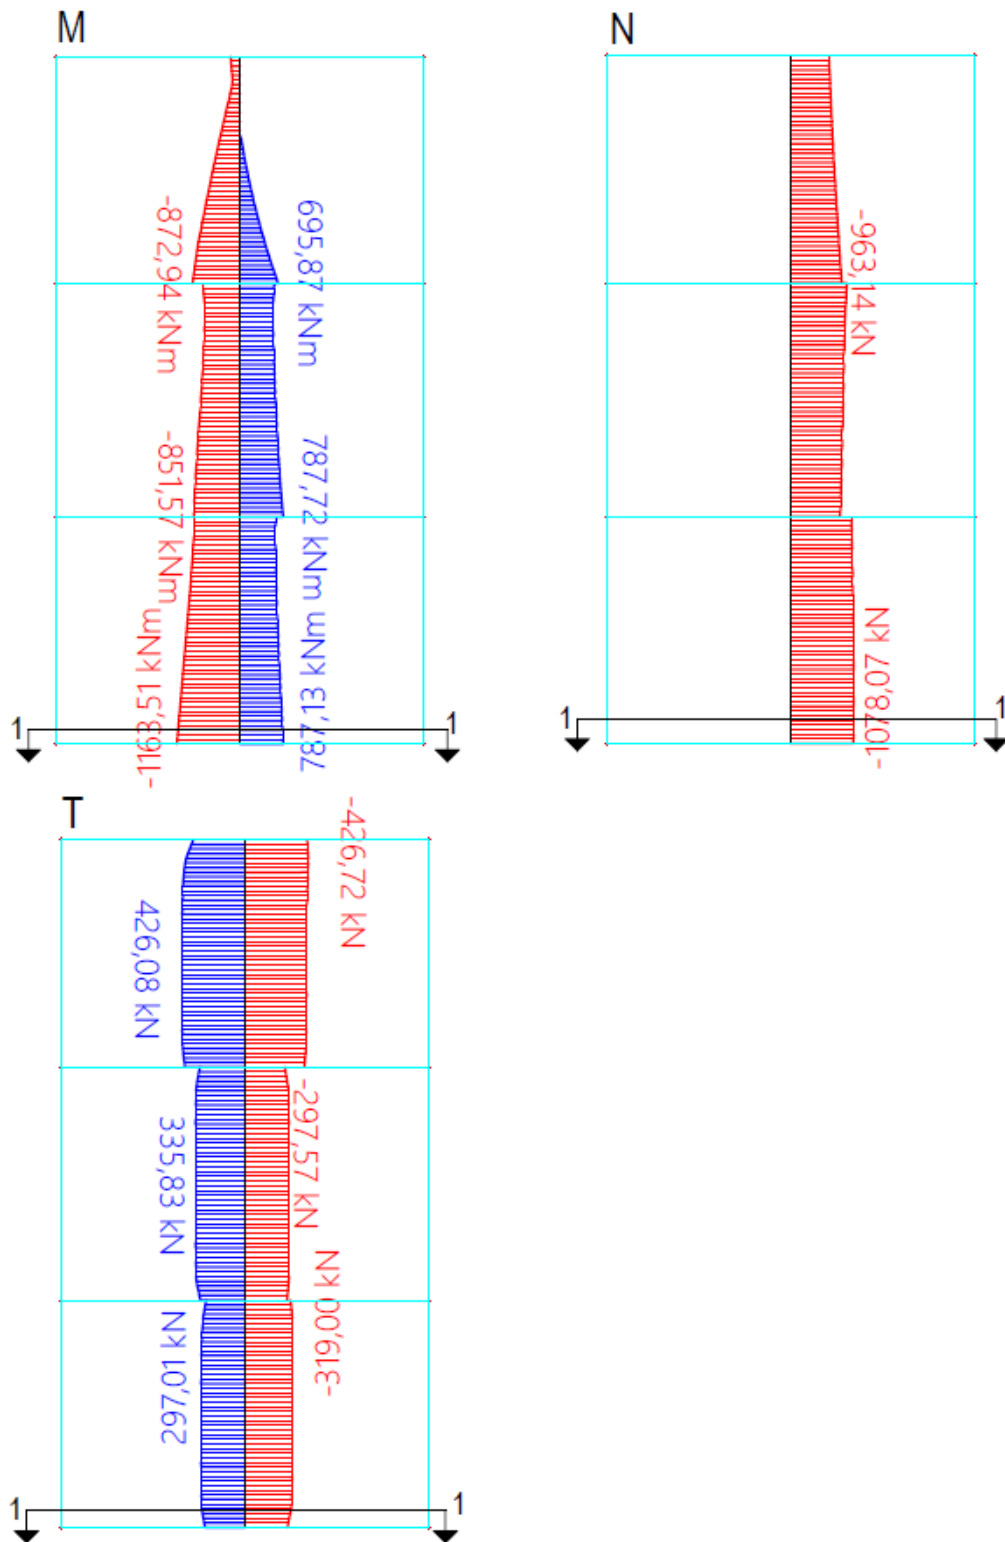 M
-872,94 kNm
695,87 kNm
-851,57 kNm
787,72 kNm
-1163,51 kNm
787,13 kNm
1
1
N
-963,14 kN
-1078,07 kN
1
1
T
-426,72 kN
426,08 kN
-297,57 kN
335,83 kN
-319,00 kN
297,01 kN
1
1